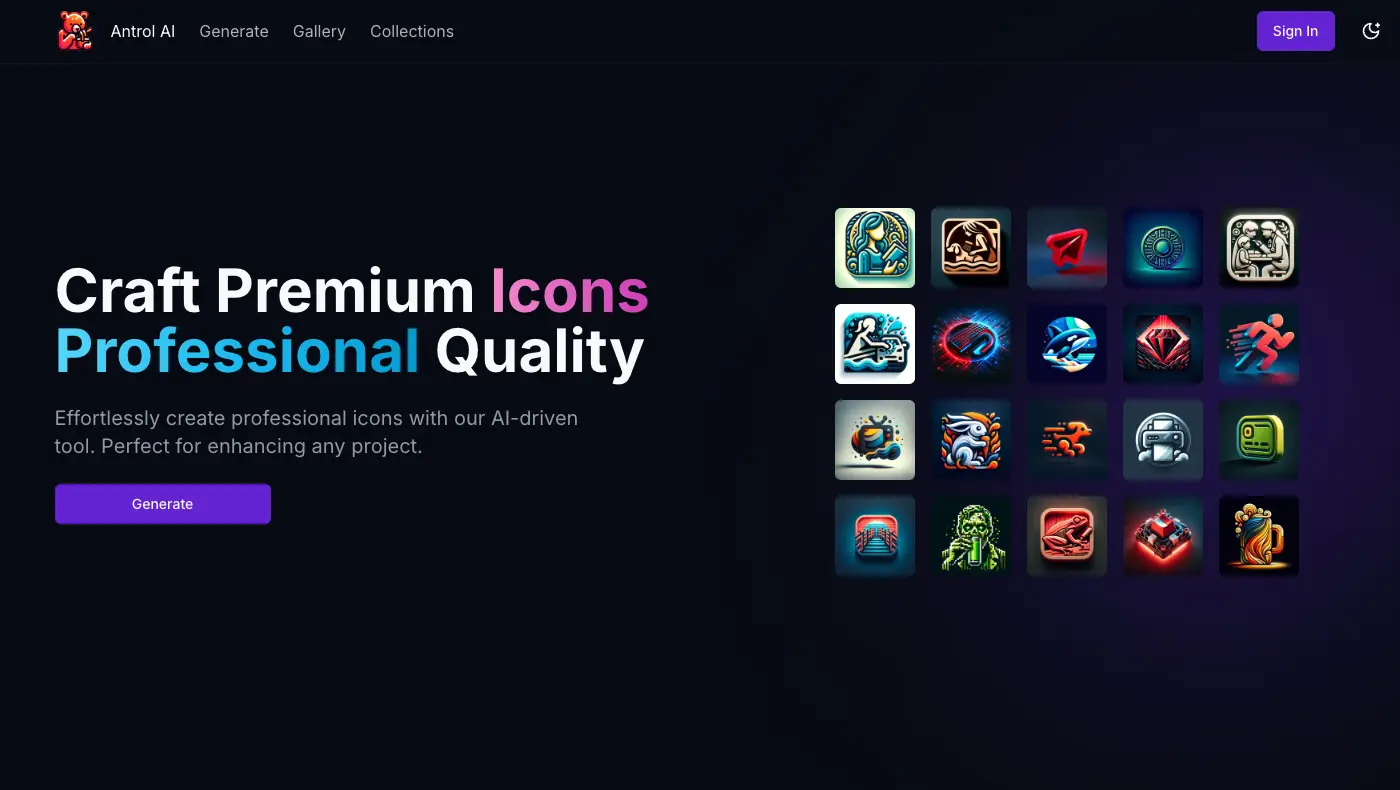 Antrol AI
Generate
Gallery
Collections
Sign In
Craft Premium Icons
Professional Quality
Effortlessly create professional icons with our AI-driven
tool. Perfect for enhancing any project.
Generate